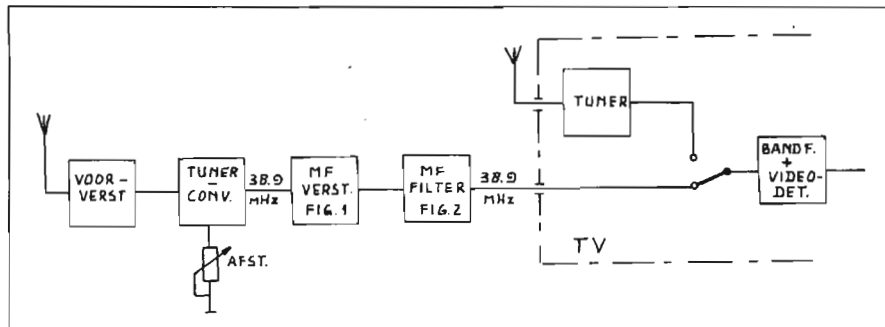 VOOR-
VERST
TUNER
-
CONV.
38.9
MHz
AFST.
MF
VERST.
FIG.1
MF
FILTER
FIG.2
38.9
MHz
TUNER
TV
BANDF.
+
VIDEO-
DET.